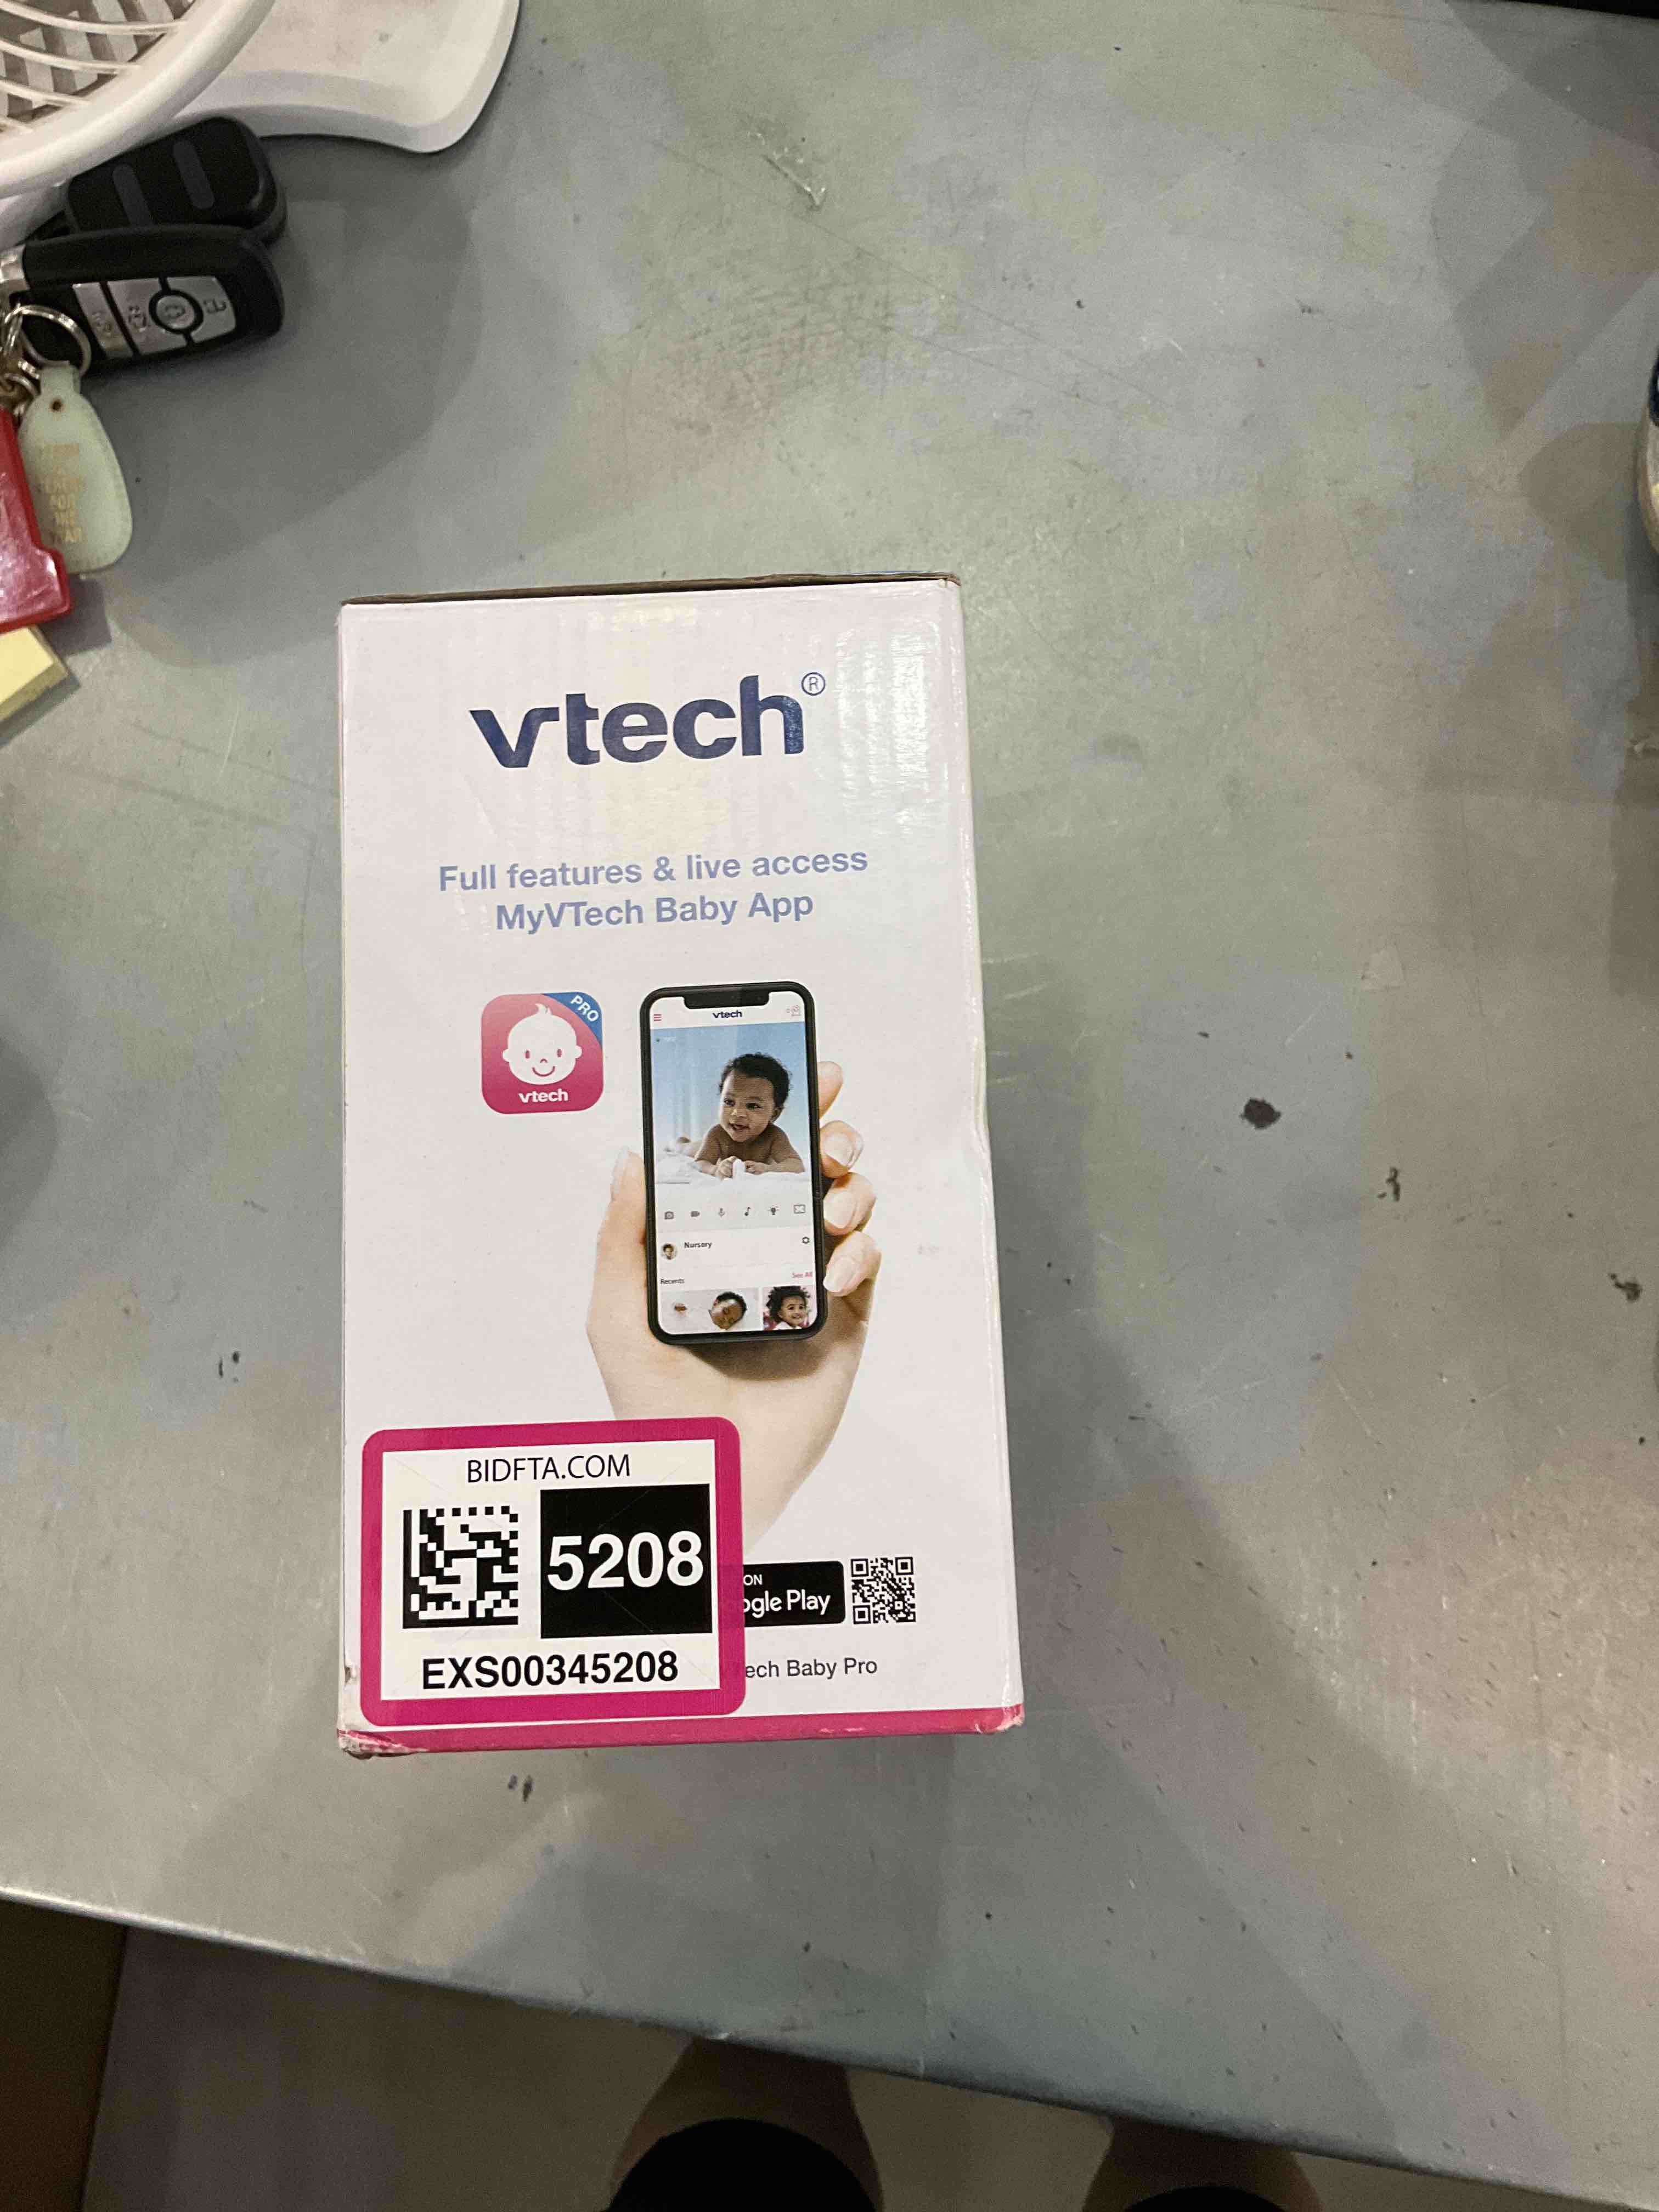 vtech®
Full features & live access
MyVTech Baby App
PRO
vtech
vtech
Nursery
Recents
See All
BIDFTA.COM
5208
EXS00345208
ON
ogle Play
ech Baby Pro
FOR